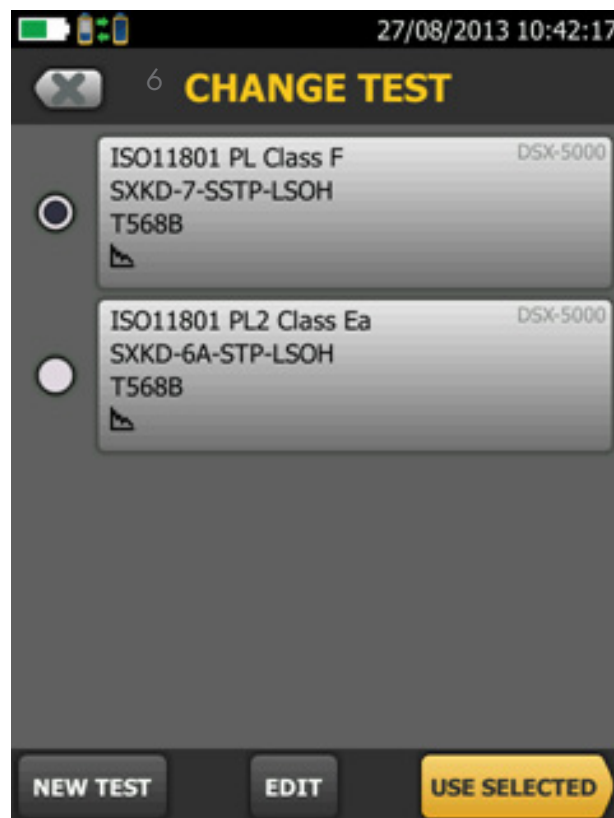 27/08/2013 10:42:17
6 CHANGE TEST
ISO11801 PL Class F DSX-5000
SXKD-7-SSTP-LSOH
T568B
ISO11801 PL2 Class Ea DSX-5000
SXKD-6A-STP-LSOH
T568B
NEW TEST EDIT USE SELECTED